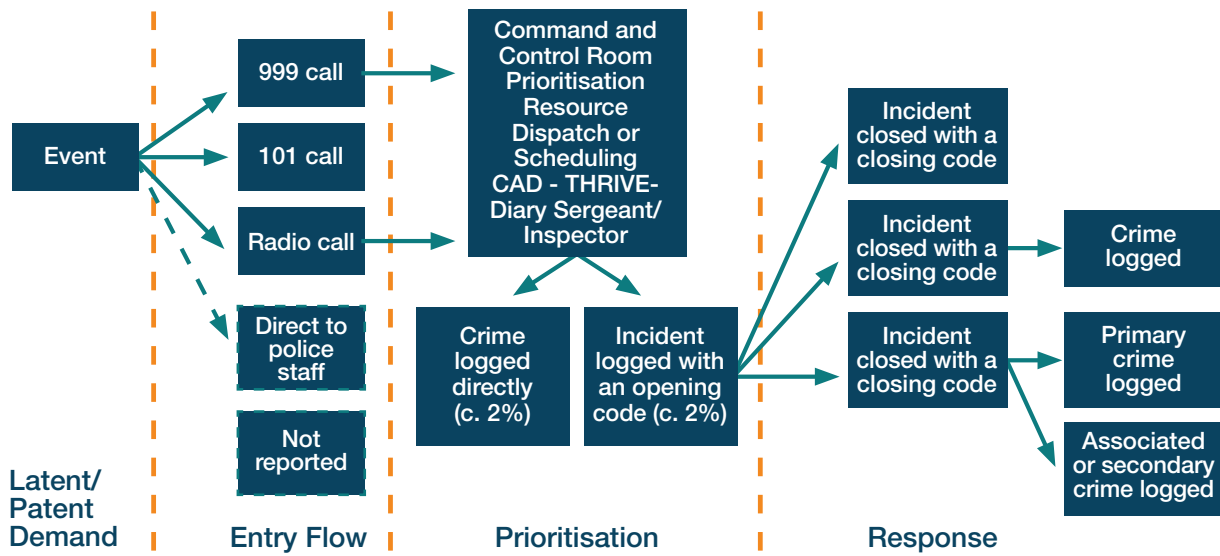 Event
999 call
101 call
Radio call
Direct to
police
staff
Not
reported
Command and
Control Room
Prioritisation
Resource
Dispatch or
Scheduling
CAD - THRIVE-
Diary Sergeant/
Inspector
Crime
logged
directly
(c. 2%)
Incident
logged with
an opening
code (c. 2%)
Incident
closed with a
closing code
Incident
closed with a
closing code
Crime
logged
Incident
closed with a
closing code
Primary
crime
logged
Associated
or secondary
crime logged
Latent/
Patent
Demand
Entry Flow
Prioritisation
Response